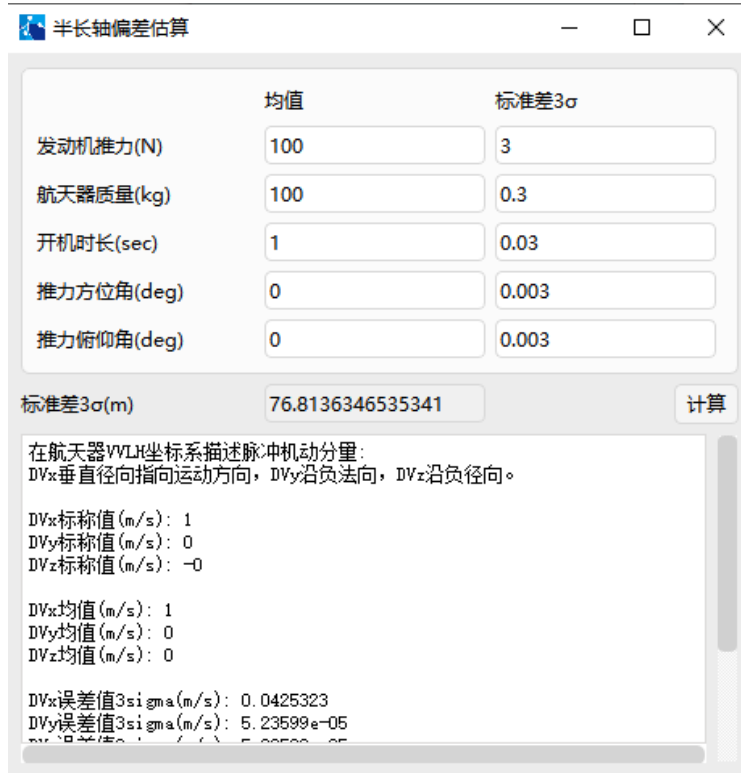 半长轴偏差估算
均值 标准差3σ
发动机推力(N) 100 3
航天器质量(kg) 100 0.3
开机时长(sec) 1 0.03
推力方位角(deg) 0 0.003
推力俯仰角(deg) 0 0.003
标准差3σ(m) 76.8136346535341 计算
在航天器VVLH坐标系描述脉冲机动分量:
DVx垂直径向指向运动方向，DVy沿负法向，DVz沿负径向。
DVx标称值(m/s): 1
DVy标称值(m/s): 0
DVz标称值(m/s): -0
DVx均值(m/s): 1
DVy均值(m/s): 0
DVz均值(m/s): 0
DVx误差值3sigma(m/s): 0.0425323
DVy误差值3sigma(m/s): 5.23599e-05